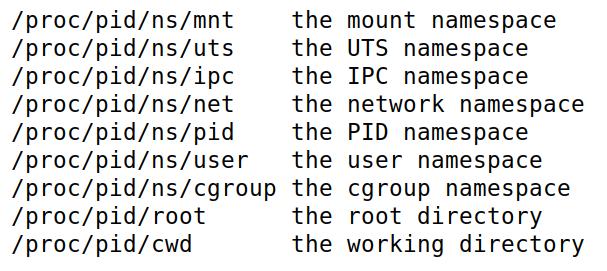 /proc/pid/ns/mnt    the mount namespace
/proc/pid/ns/uts    the UTS namespace
/proc/pid/ns/ipc    the IPC namespace
/proc/pid/ns/net    the network namespace
/proc/pid/ns/pid    the PID namespace
/proc/pid/ns/user   the user namespace
/proc/pid/ns/cgroup the cgroup namespace
/proc/pid/root      the root directory
/proc/pid/cwd       the working directory